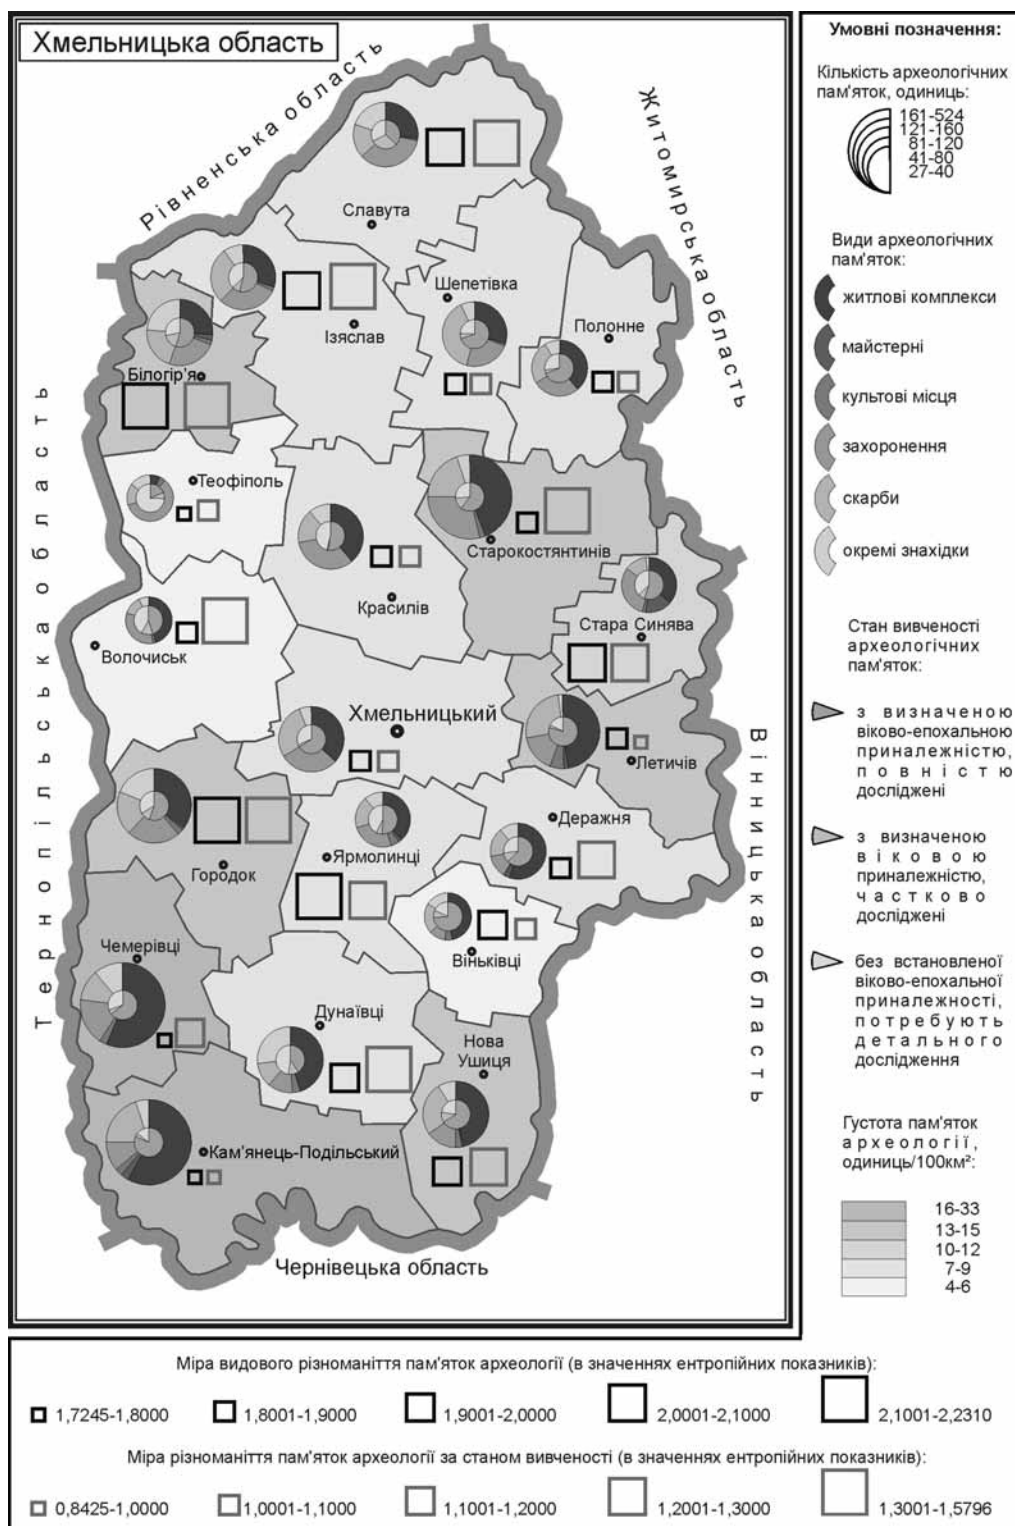 Хмельницька область
Рівненська область
Житомирська область
Тернопільська область
Вінницька область
Чернівецька область
Славута
Шепетівка
Ізяслав
Полонне
Білогір'я
Теофіполь
Старокостянтинів
Красилів
Стара Синява
Волочиськ
Хмельницький
Летичів
Деражня
Ярмолинці
Городок
Віньківці
Чемерівці
Дунаївці
Нова
Ушиця
Кам'янець-Подільський
Умовні позначення:
Кількість археологічних
пам'яток, одиниць:
161-524
121-160
81-120
41-80
27-40
Види археологічних
пам'яток:
житлові комплекси
майстерні
культові місця
захоронення
скарби
окремі знахідки
Стан вивченості
археологічних
пам'яток:
з визначеною
віково-епохальною
приналежністю,
повністю
досліджені
з визначеною
віковою
приналежністю,
частково
досліджені
без встановленої
віково-епохальної
приналежності,
потребують
детального
дослідження
Густота пам'яток
археології,
одиниць/100км²:
16-33
13-15
10-12
7-9
4-6
Міра видового різноманіття пам'яток археології (в значеннях ентропійних показників):
1,7245-1,8000
1,8001-1,9000
1,9001-2,0000
2,0001-2,1000
2,1001-2,2310
Міра різноманіття пам'яток археології за станом вивченості (в значеннях ентропійних показників):
0,8425-1,0000
1,0001-1,1000
1,1001-1,2000
1,2001-1,3000
1,3001-1,5796